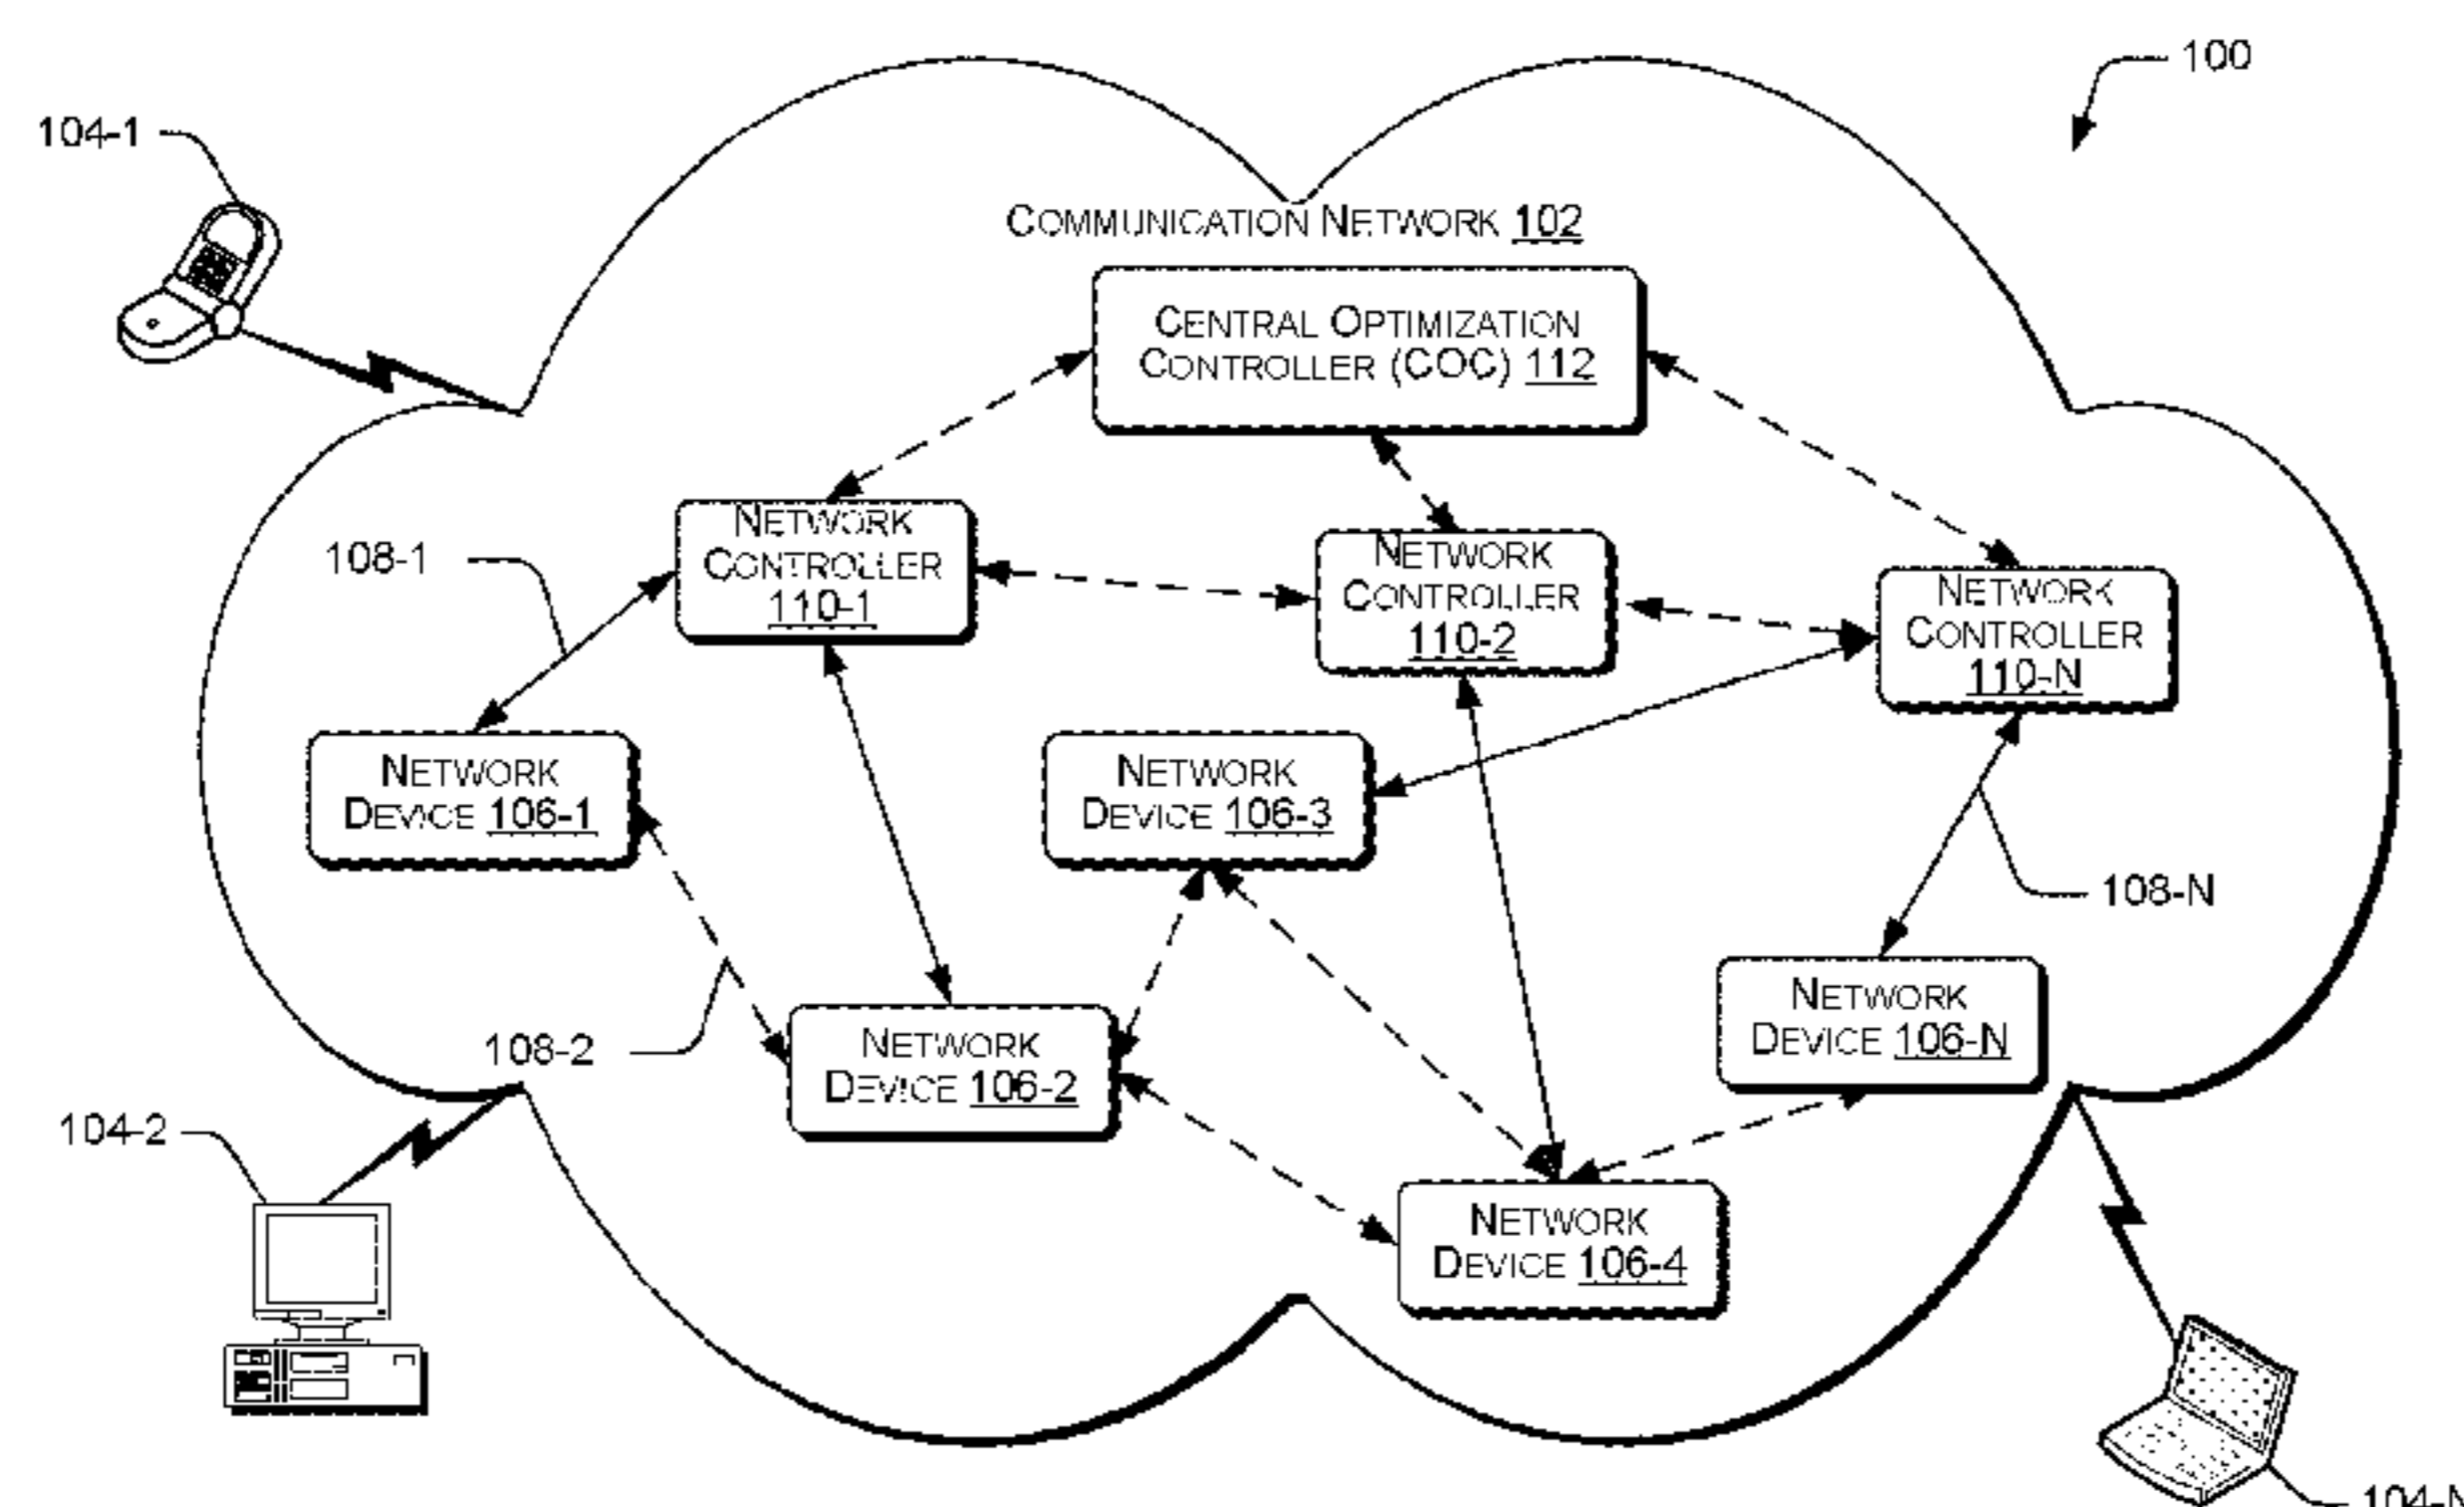 100
104-1
COMMUNICATION NETWORK 102
CENTRAL OPTIMIZATION
CONTROLLER (COC) 112
NETWORK
CONTROLLER
110-1
108-1
NETWORK
CONTROLLER
110-2
NETWORK
CONTROLLER
110-N
NETWORK
DEVICE 106-1
NETWORK
DEVICE 106-3
108-N
NETWORK
DEVICE 106-N
108-2
NETWORK
DEVICE 106-2
104-2
NETWORK
DEVICE 106-4
104-N